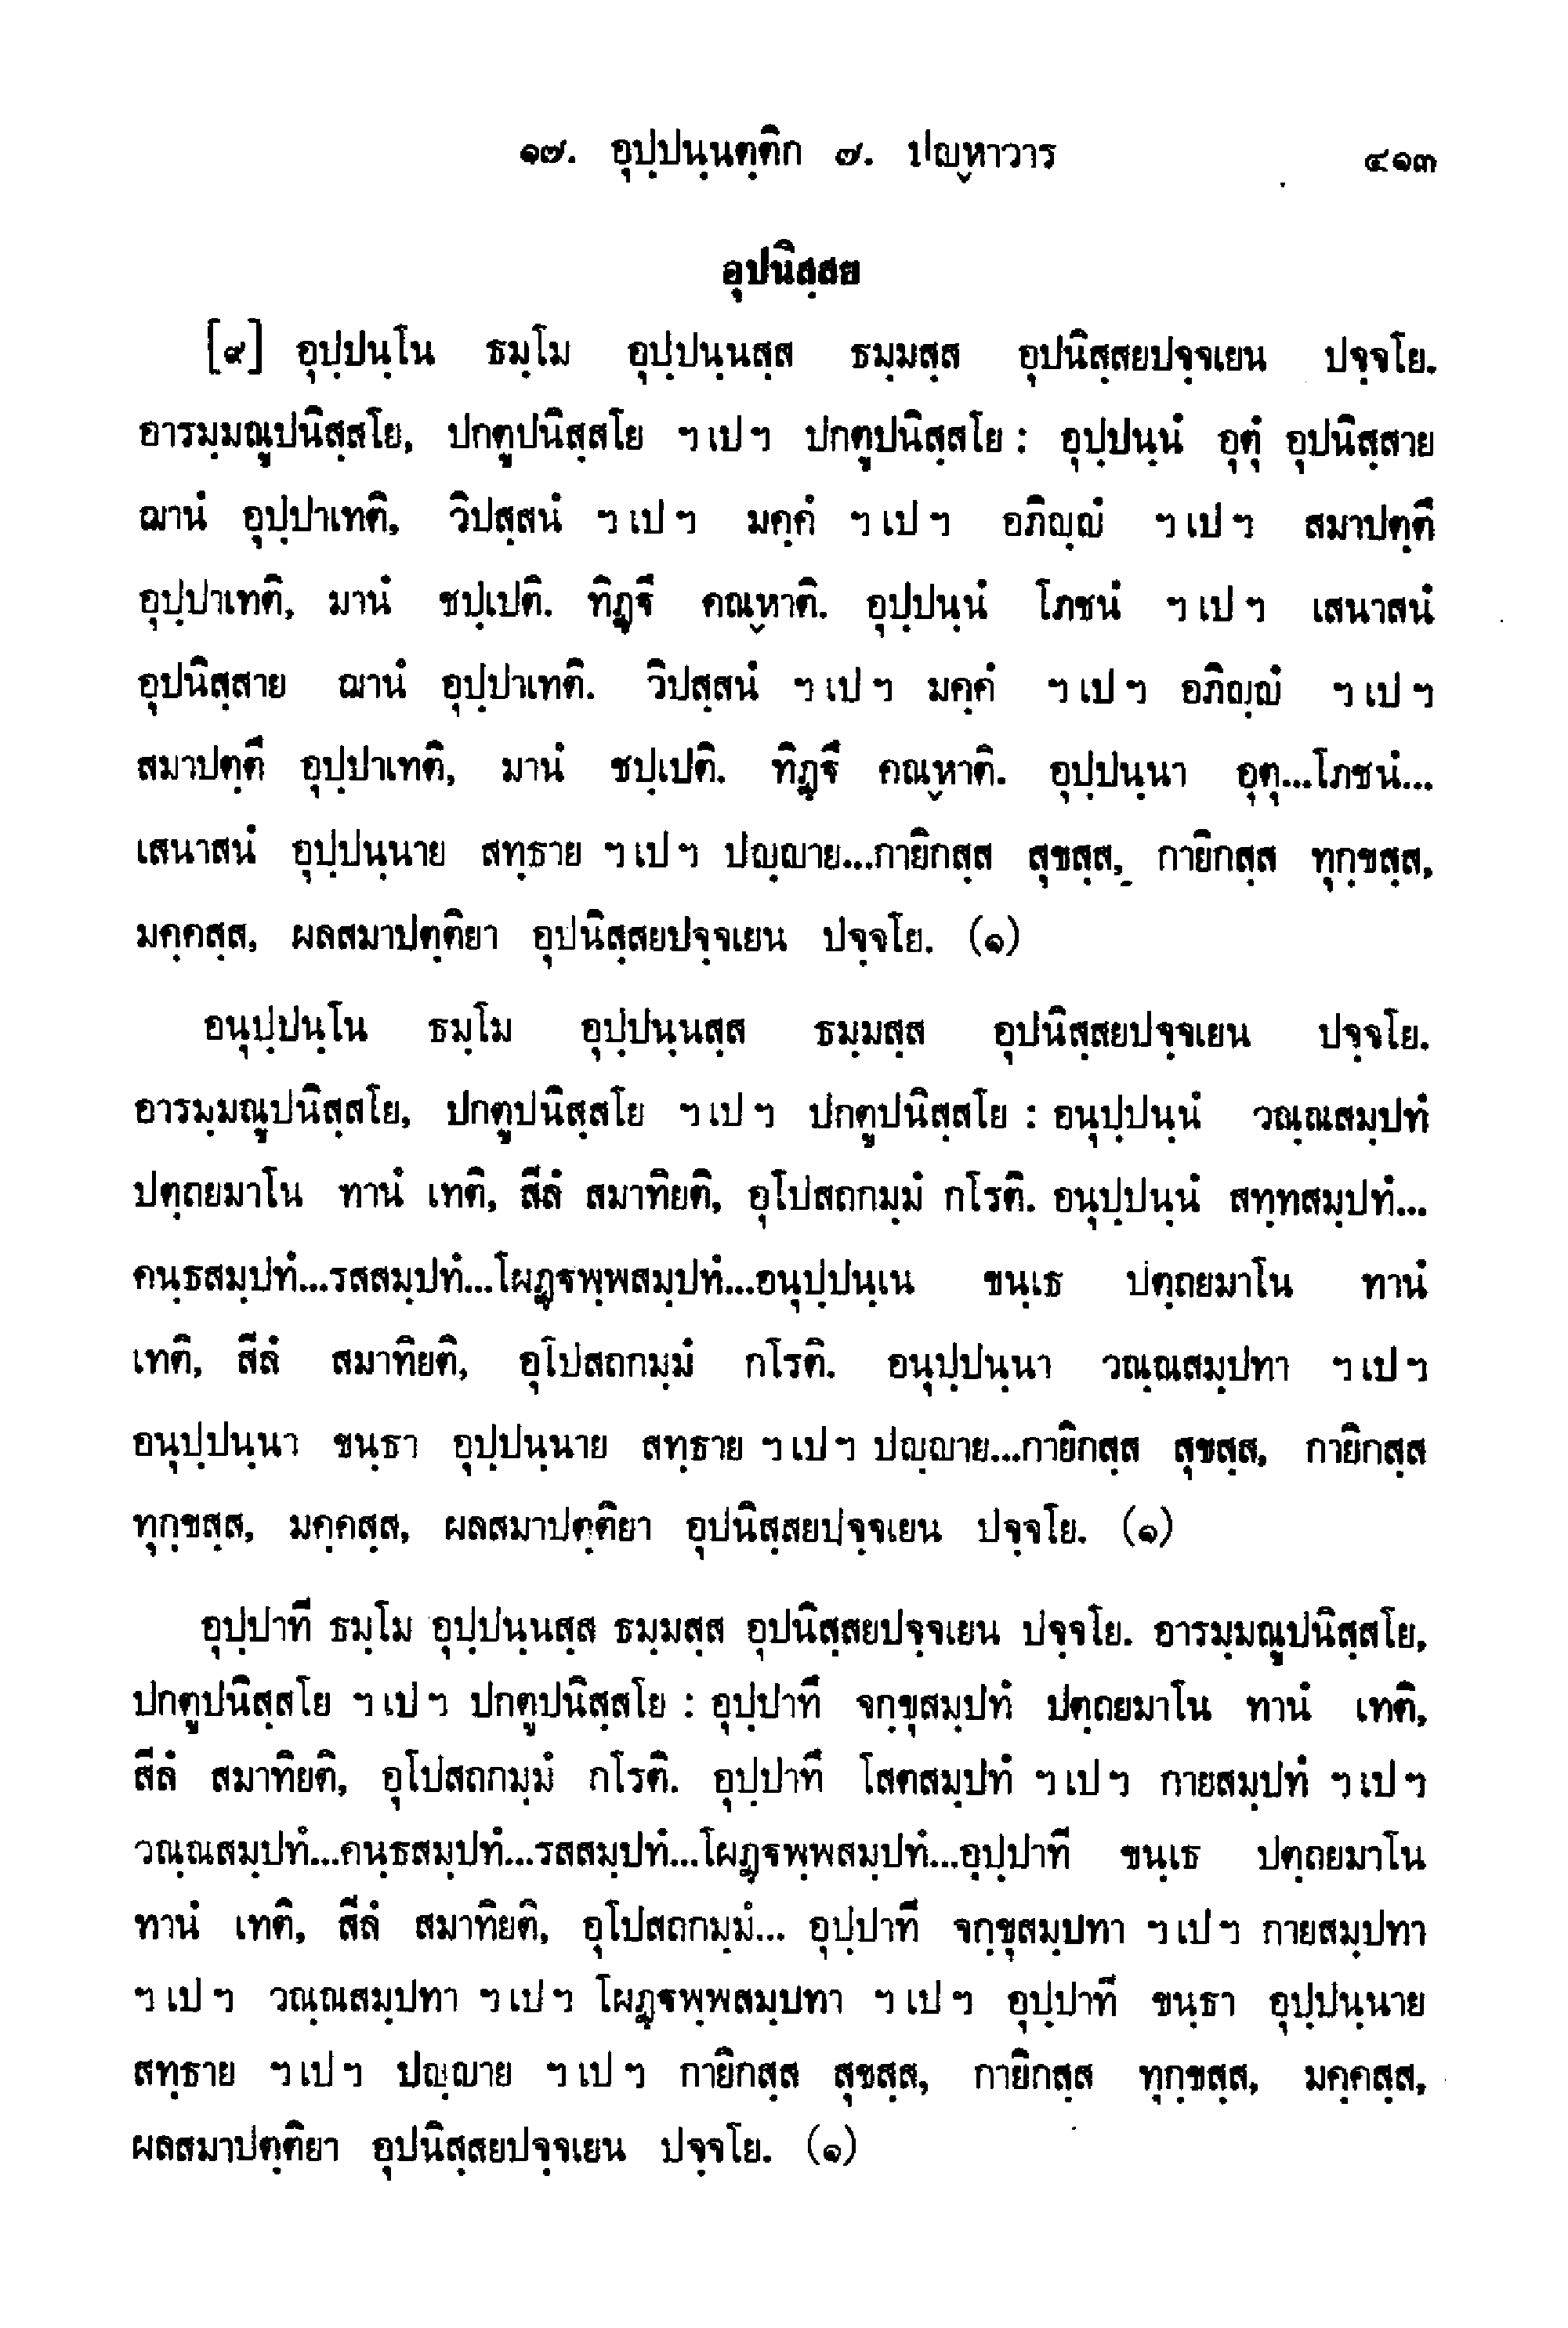 ๑๗. อุปฺปนฺนตฺติก ๗. ปญฺหาวาร ๔๑๓
อุปนิสฺสย
[๙] อุปฺปนฺโน ธมฺโม อุปฺปนฺนสฺส ธมฺมสฺส อุปนิสฺสยปจฺจเยน ปจฺจโย.
อารมฺมณูปนิสฺสโย, ปกตูปนิสฺสโย ฯ เป ฯ ปกตูปนิสฺสโย : อุปฺปนฺนํ อุตุํ อุปนิสฺสาย
ฌานํ อุปฺปาเทติ, วิปสฺสนํ ฯ เป ฯ มคฺคํ ฯ เป ฯ อภิญฺญํ ฯ เป ฯ สมาปตฺตึ
อุปฺปาเทติ, มานํ ชปฺเปติ. ทิฏฺฐึ คณฺหาติ. อุปฺปนฺนํ โภชนํ ฯ เป ฯ เสนาสนํ
อุปนิสฺสาย ฌานํ อุปฺปาเทติ. วิปสฺสนํ ฯ เป ฯ มคฺคํ ฯ เป ฯ อภิญฺญํ ฯ เป ฯ
สมาปตฺตึ อุปฺปาเทติ, มานํ ชปฺเปติ. ทิฏฺฐึ คณฺหาติ. อุปฺปนฺนา อุตุ...โภชนํ...
เสนาสนํ อุปฺปนฺนาย สทฺธาย ฯ เป ฯ ปญฺญาย...กายิกสฺส สุขสฺส, กายิกสฺส ทุกฺขสฺส,
มคฺคสฺส, ผลสมาปตฺติยา อุปนิสฺสยปจฺจเยน ปจฺจโย. (๑)
อนุปฺปนฺโน ธมฺโม อุปฺปนฺนสฺส ธมฺมสฺส อุปนิสฺสยปจฺจเยน ปจฺจโย.
อารมฺมณูปนิสฺสโย, ปกตูปนิสฺสโย ฯ เป ฯ ปกตูปนิสฺสโย : อนุปฺปนฺนํ วณฺณสมฺปทํ
ปตฺถยมาโน ทานํ เทติ, สีลํ สมาทิยติ, อุโปสถกมฺมํ กโรติ. อนุปฺปนฺนํ สทฺทสมฺปทํ...
คนฺธสมฺปทํ...รสสมฺปทํ...โผฏฺฐพฺพสมฺปทํ...อนุปฺปนฺเน ขนฺเธ ปตฺถยมาโน ทานํ
เทติ, สีลํ สมาทิยติ, อุโปสถกมฺมํ กโรติ. อนุปฺปนฺนา วณฺณสมฺปทา ฯ เป ฯ
อนุปฺปนฺนา ขนฺธา อุปฺปนฺนาย สทฺธาย ฯ เป ฯ ปญฺญาย...กายิกสฺส สุขสฺส, กายิกสฺส
ทุกฺขสฺส, มคฺคสฺส, ผลสมาปตฺติยา อุปนิสฺสยปจฺจเยน ปจฺจโย. (๑)
อุปฺปาที ธมฺโม อุปฺปนฺนสฺส ธมฺมสฺส อุปนิสฺสยปจฺจเยน ปจฺจโย. อารมฺมณูปนิสฺสโย,
ปกตูปนิสฺสโย ฯ เป ฯ ปกตูปนิสฺสโย : อุปฺปาทึ จกฺขุสมฺปทํ ปตฺถยมาโน ทานํ เทติ,
สีลํ สมาทิยติ, อุโปสถกมฺมํ กโรติ. อุปฺปาทึ โสตสมฺปทํ ฯ เป ฯ กายสมฺปทํ ฯ เป ฯ
วณฺณสมฺปทํ...คนฺธสมฺปทํ...รสสมฺปทํ...โผฏฺฐพฺพสมฺปทํ...อุปฺปาที ขนฺเธ ปตฺถยมาโน
ทานํ เทติ, สีลํ สมาทิยติ, อุโปสถกมฺมํ... อุปฺปาที จกฺขุสมฺปทา ฯ เป ฯ กายสมฺปทา
ฯ เป ฯ วณฺณสมฺปทา ฯ เป ฯ โผฏฺฐพฺพสมฺปทา ฯ เป ฯ อุปฺปาที ขนฺธา อุปฺปนฺนาย
สทฺธาย ฯ เป ฯ ปญฺญาย ฯ เป ฯ กายิกสฺส สุขสฺส, กายิกสฺส ทุกฺขสฺส, มคฺคสฺส,
ผลสมาปตฺติยา อุปนิสฺสยปจฺจเยน ปจฺจโย. (๑)